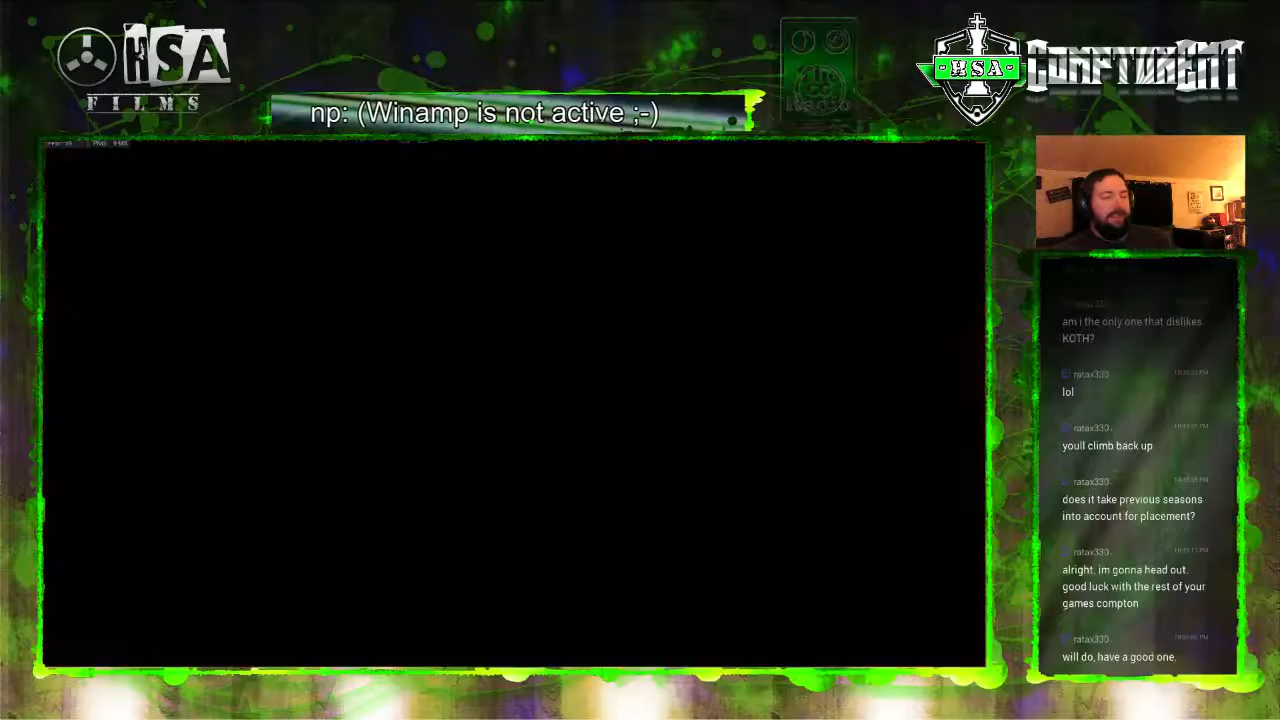 HSA
FILMS
np: (Winamp is not active ;-)
HSA
COMPTUNENT
am i the only one that dislikes
KOTH?
ratax330
lol
ratax330
youll climb back up
ratax330
does it take previous seasons
into account for placement?
ratax330
alright. im gonna head out.
good luck with the rest of your
games compton
ratax330
will do, have a good one.